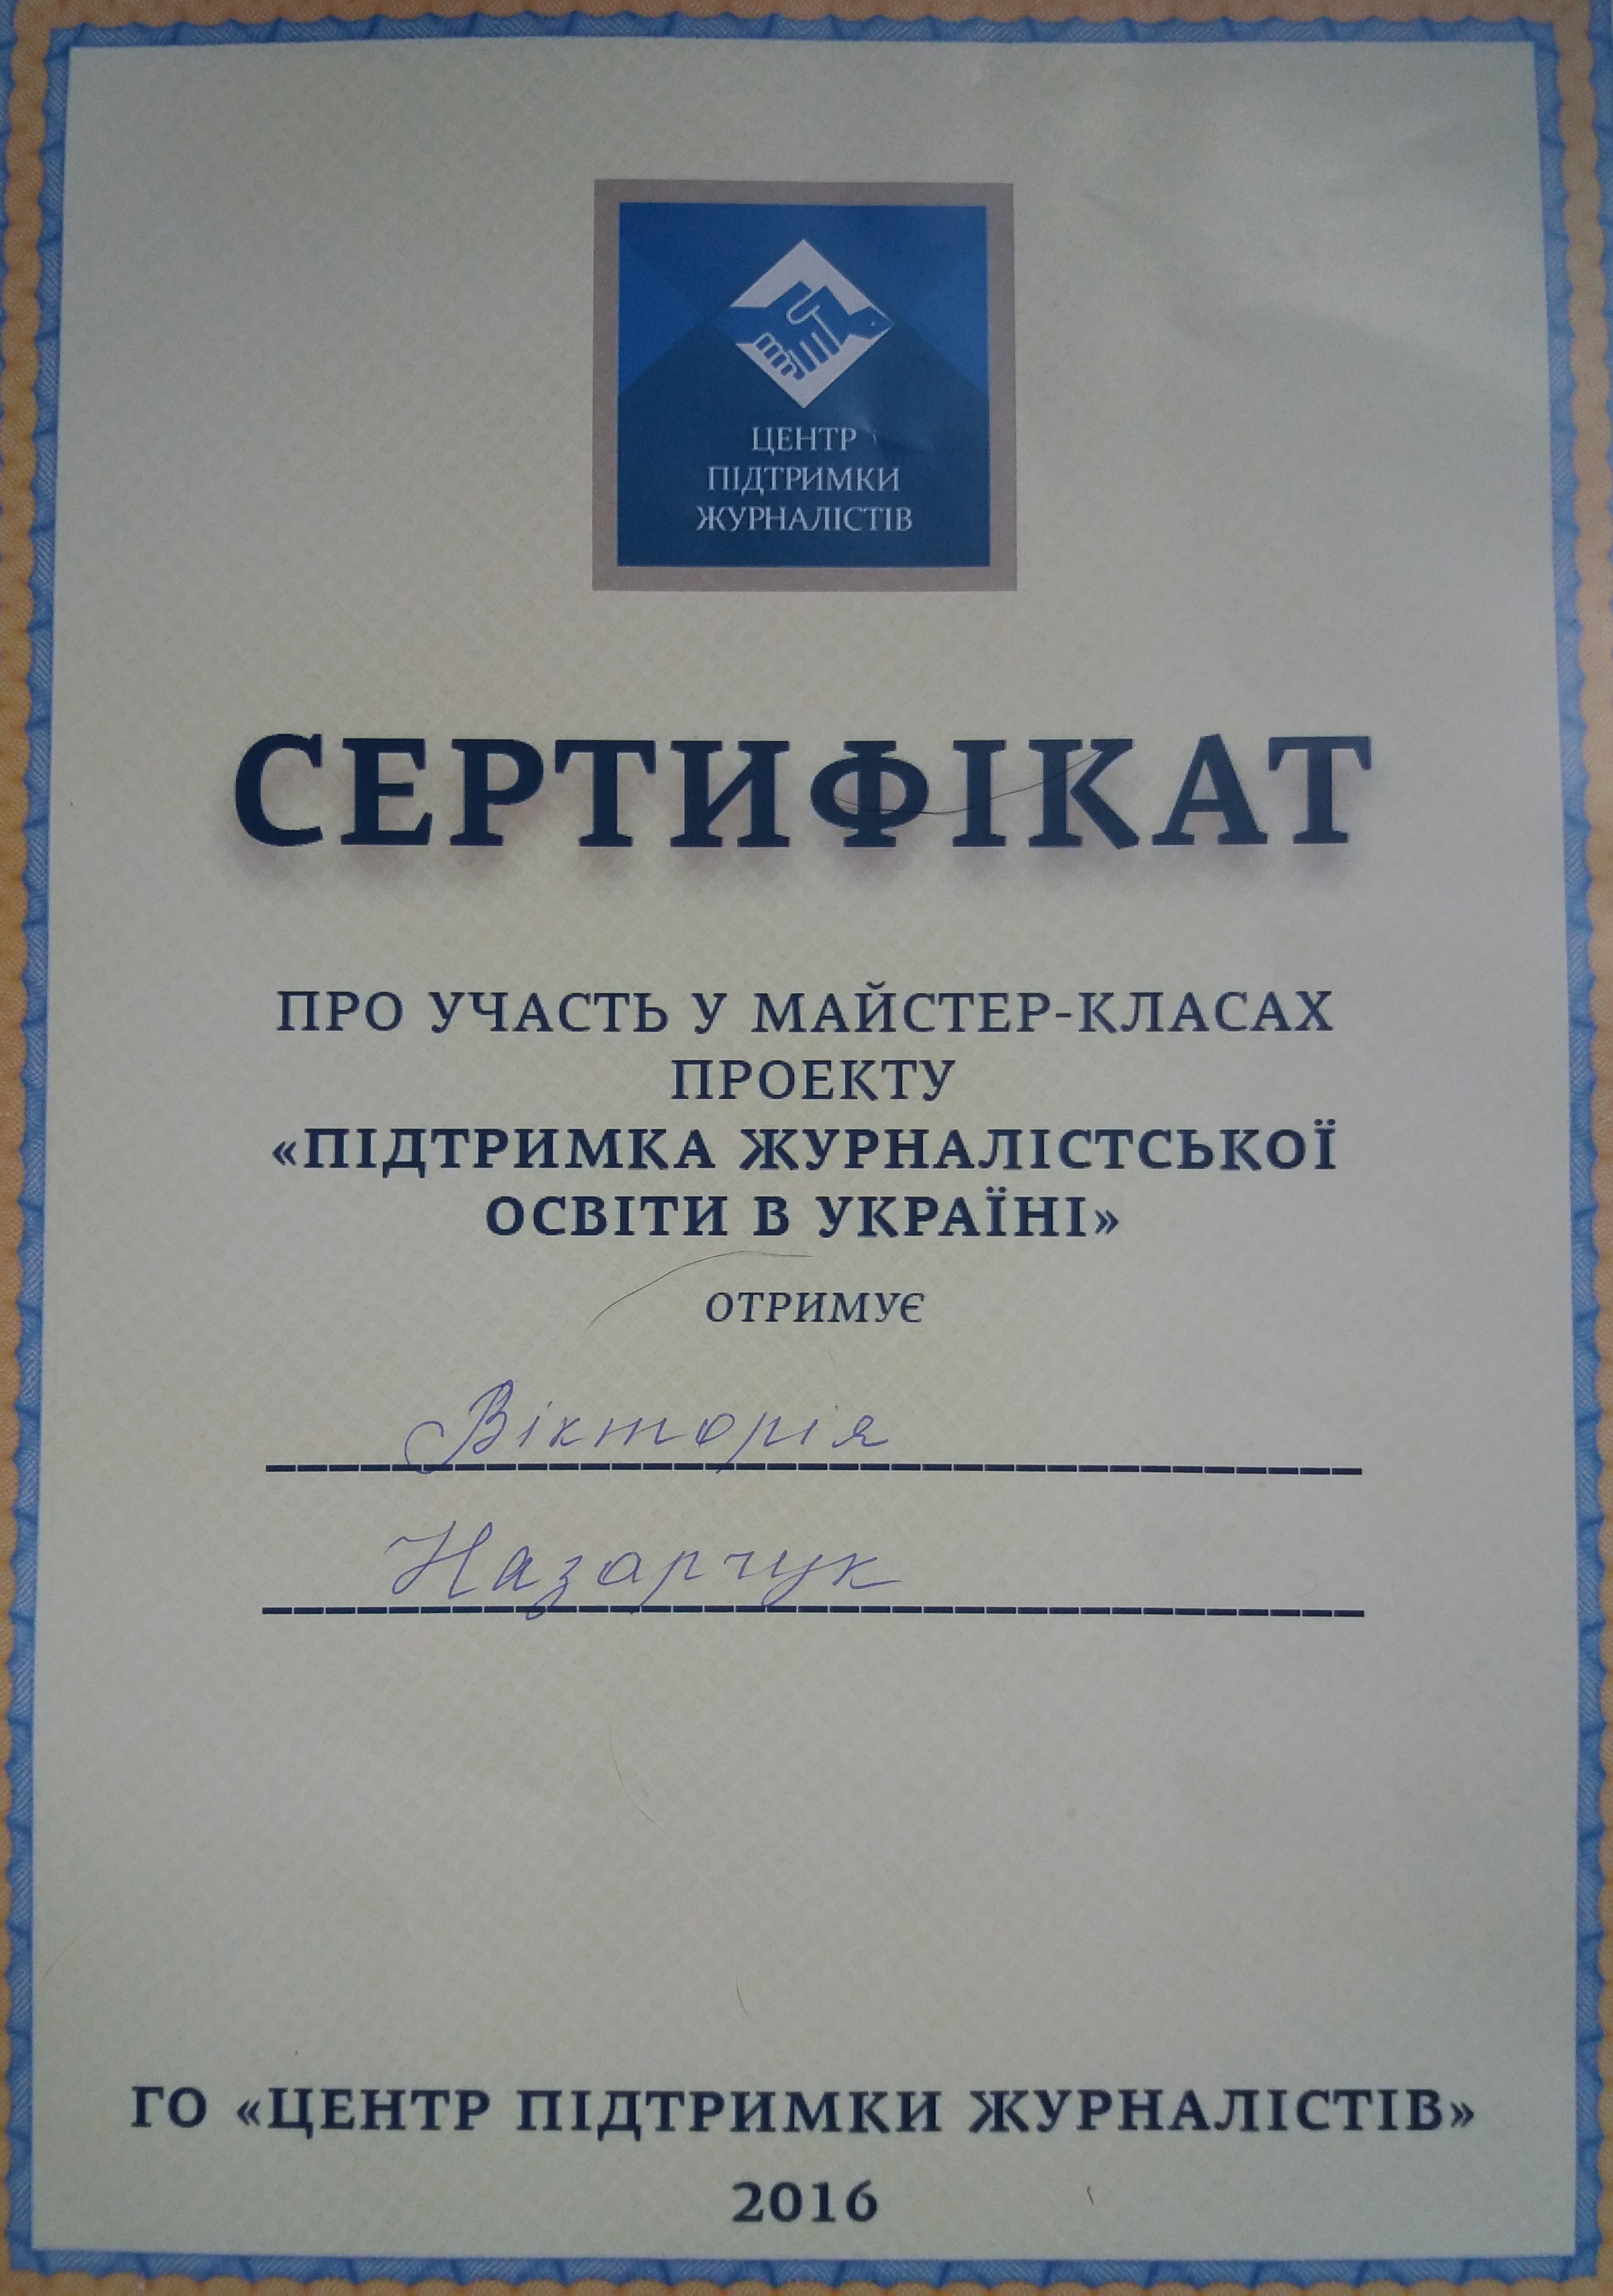 ЦЕНТР
ПІДТРИМКИ
ЖУРНАЛІСТІВ
СЕРТИФІКАТ
ПРО УЧАСТЬ У МАЙСТЕР-КЛАСАХ
ПРОЕКТУ
«ПІДТРИМКА ЖУРНАЛІСТСЬКОЇ
ОСВІТИ В УКРАЇНІ»
ОТРИМУЄ
Вікторія
Назарчук
ГО «ЦЕНТР ПІДТРИМКИ ЖУРНАЛІСТІВ»
2016